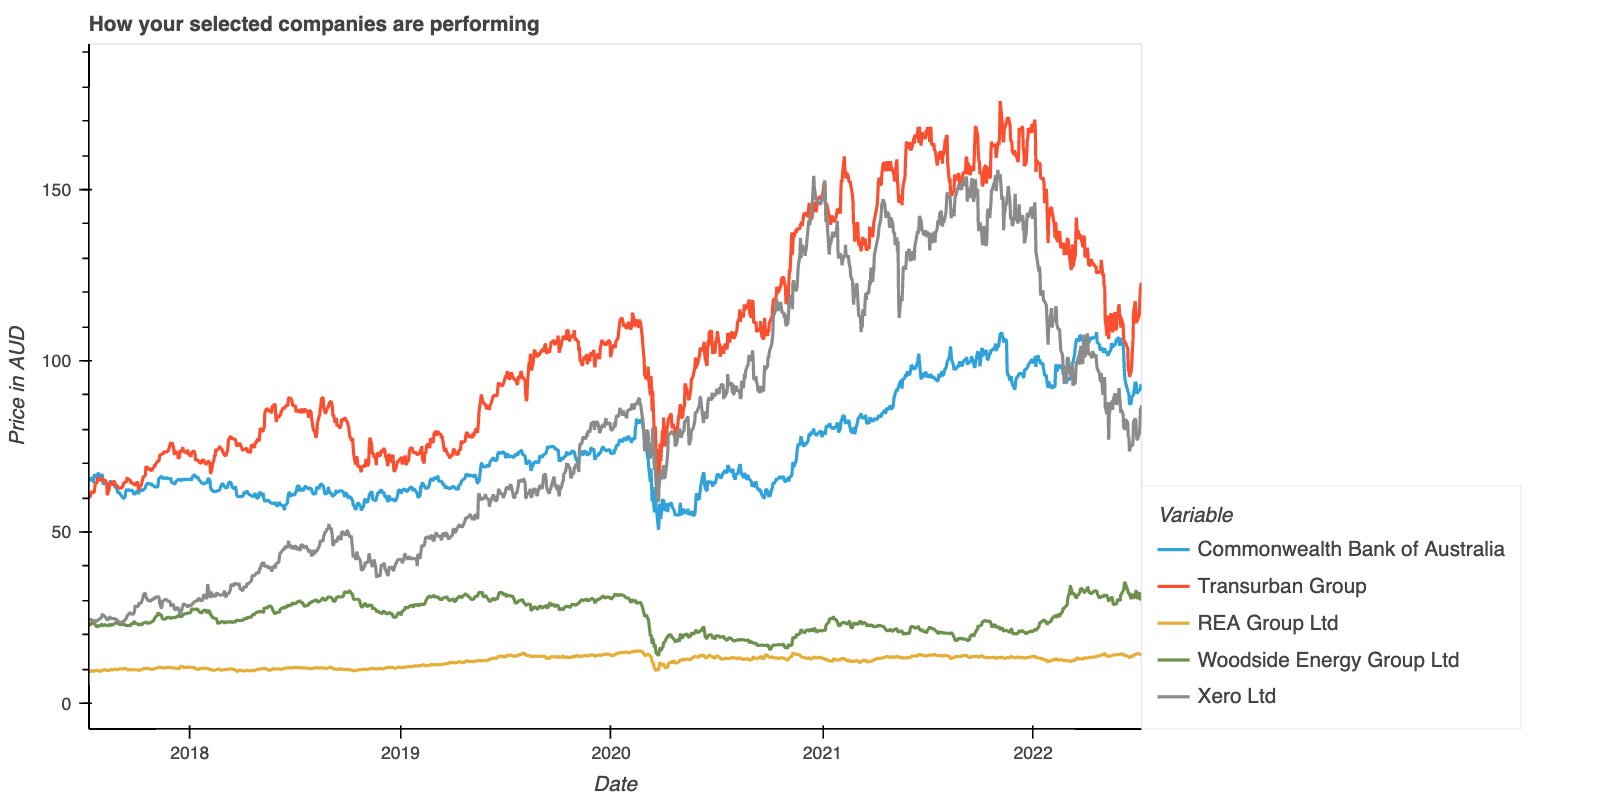 How your selected companies are performing
Price in AUD
150
100
50
0
2018
2019
2020
2021
2022
Date
Variable
Commonwealth Bank of Australia
Transurban Group
REA Group Ltd
Woodside Energy Group Ltd
Xero Ltd